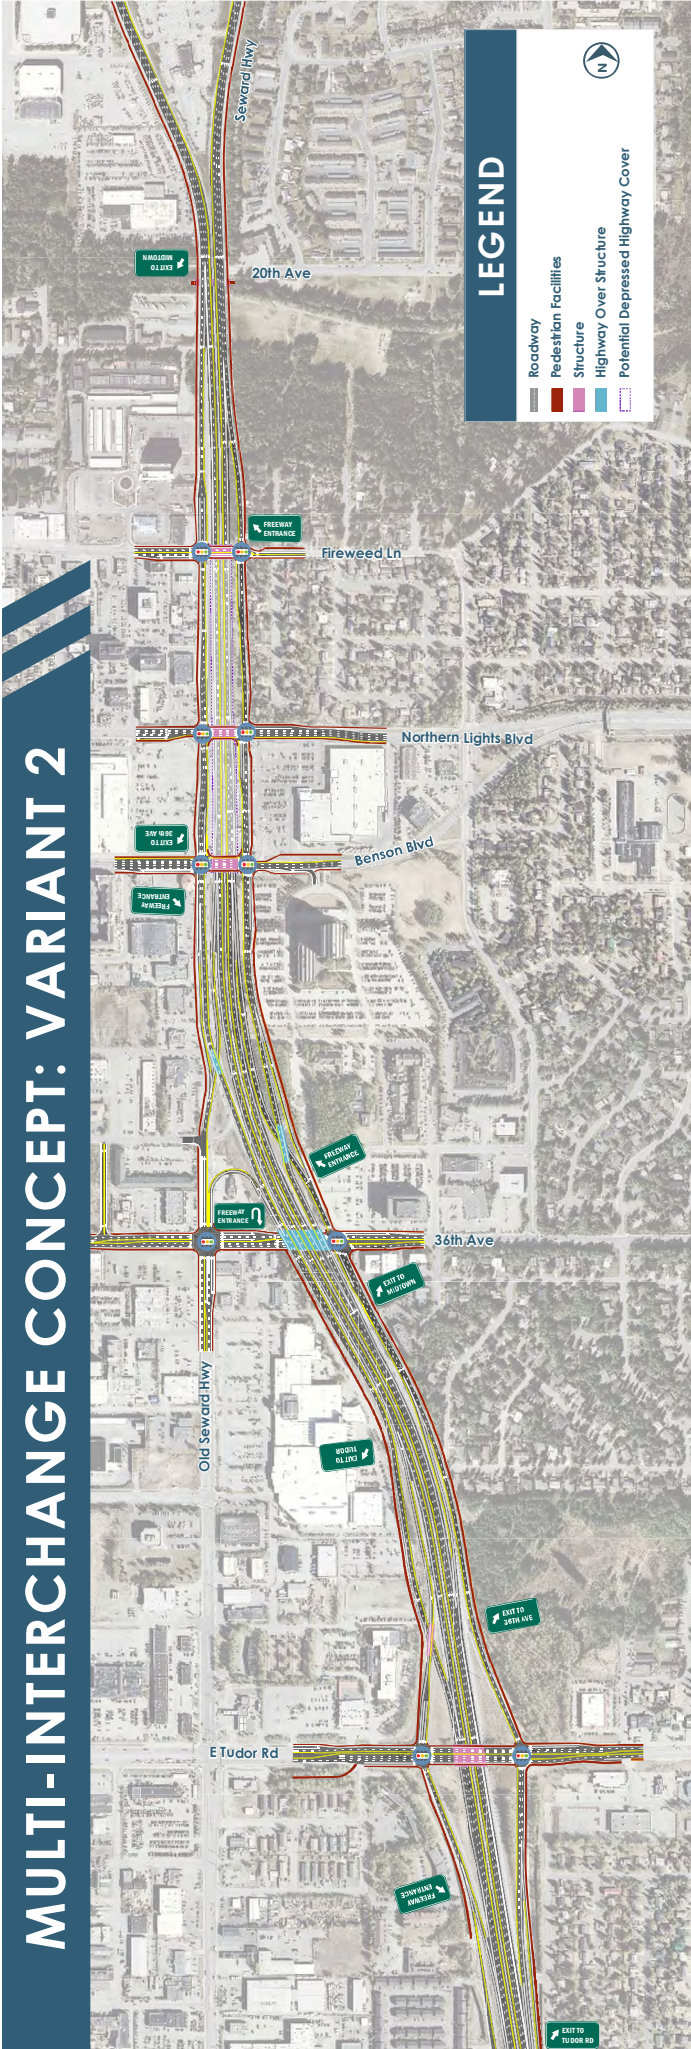 MULTI-INTERCHANGE CONCEPT: VARIANT 2
LEGEND
N
Roadway
Pedestrian Facilities
Structure
Highway Over Structure
Potential Depressed Highway Cover
Seward Hwy
EXIT TO
MIDTOWN
20th Ave
FREEWAY
ENTRANCE
Fireweed Ln
Northern Lights Blvd
EXIT TO
36TH AVE
Benson Blvd
FREEWAY
ENTRANCE
FREEWAY
ENTRANCE
FREEWAY
ENTRANCE
36th Ave
EXIT TO
MIDTOWN
Old Seward Hwy
EXIT TO
TUDOR
EXIT TO
36TH AVE
E Tudor Rd
FREEWAY
ENTRANCE
EXIT TO
TUDOR RD